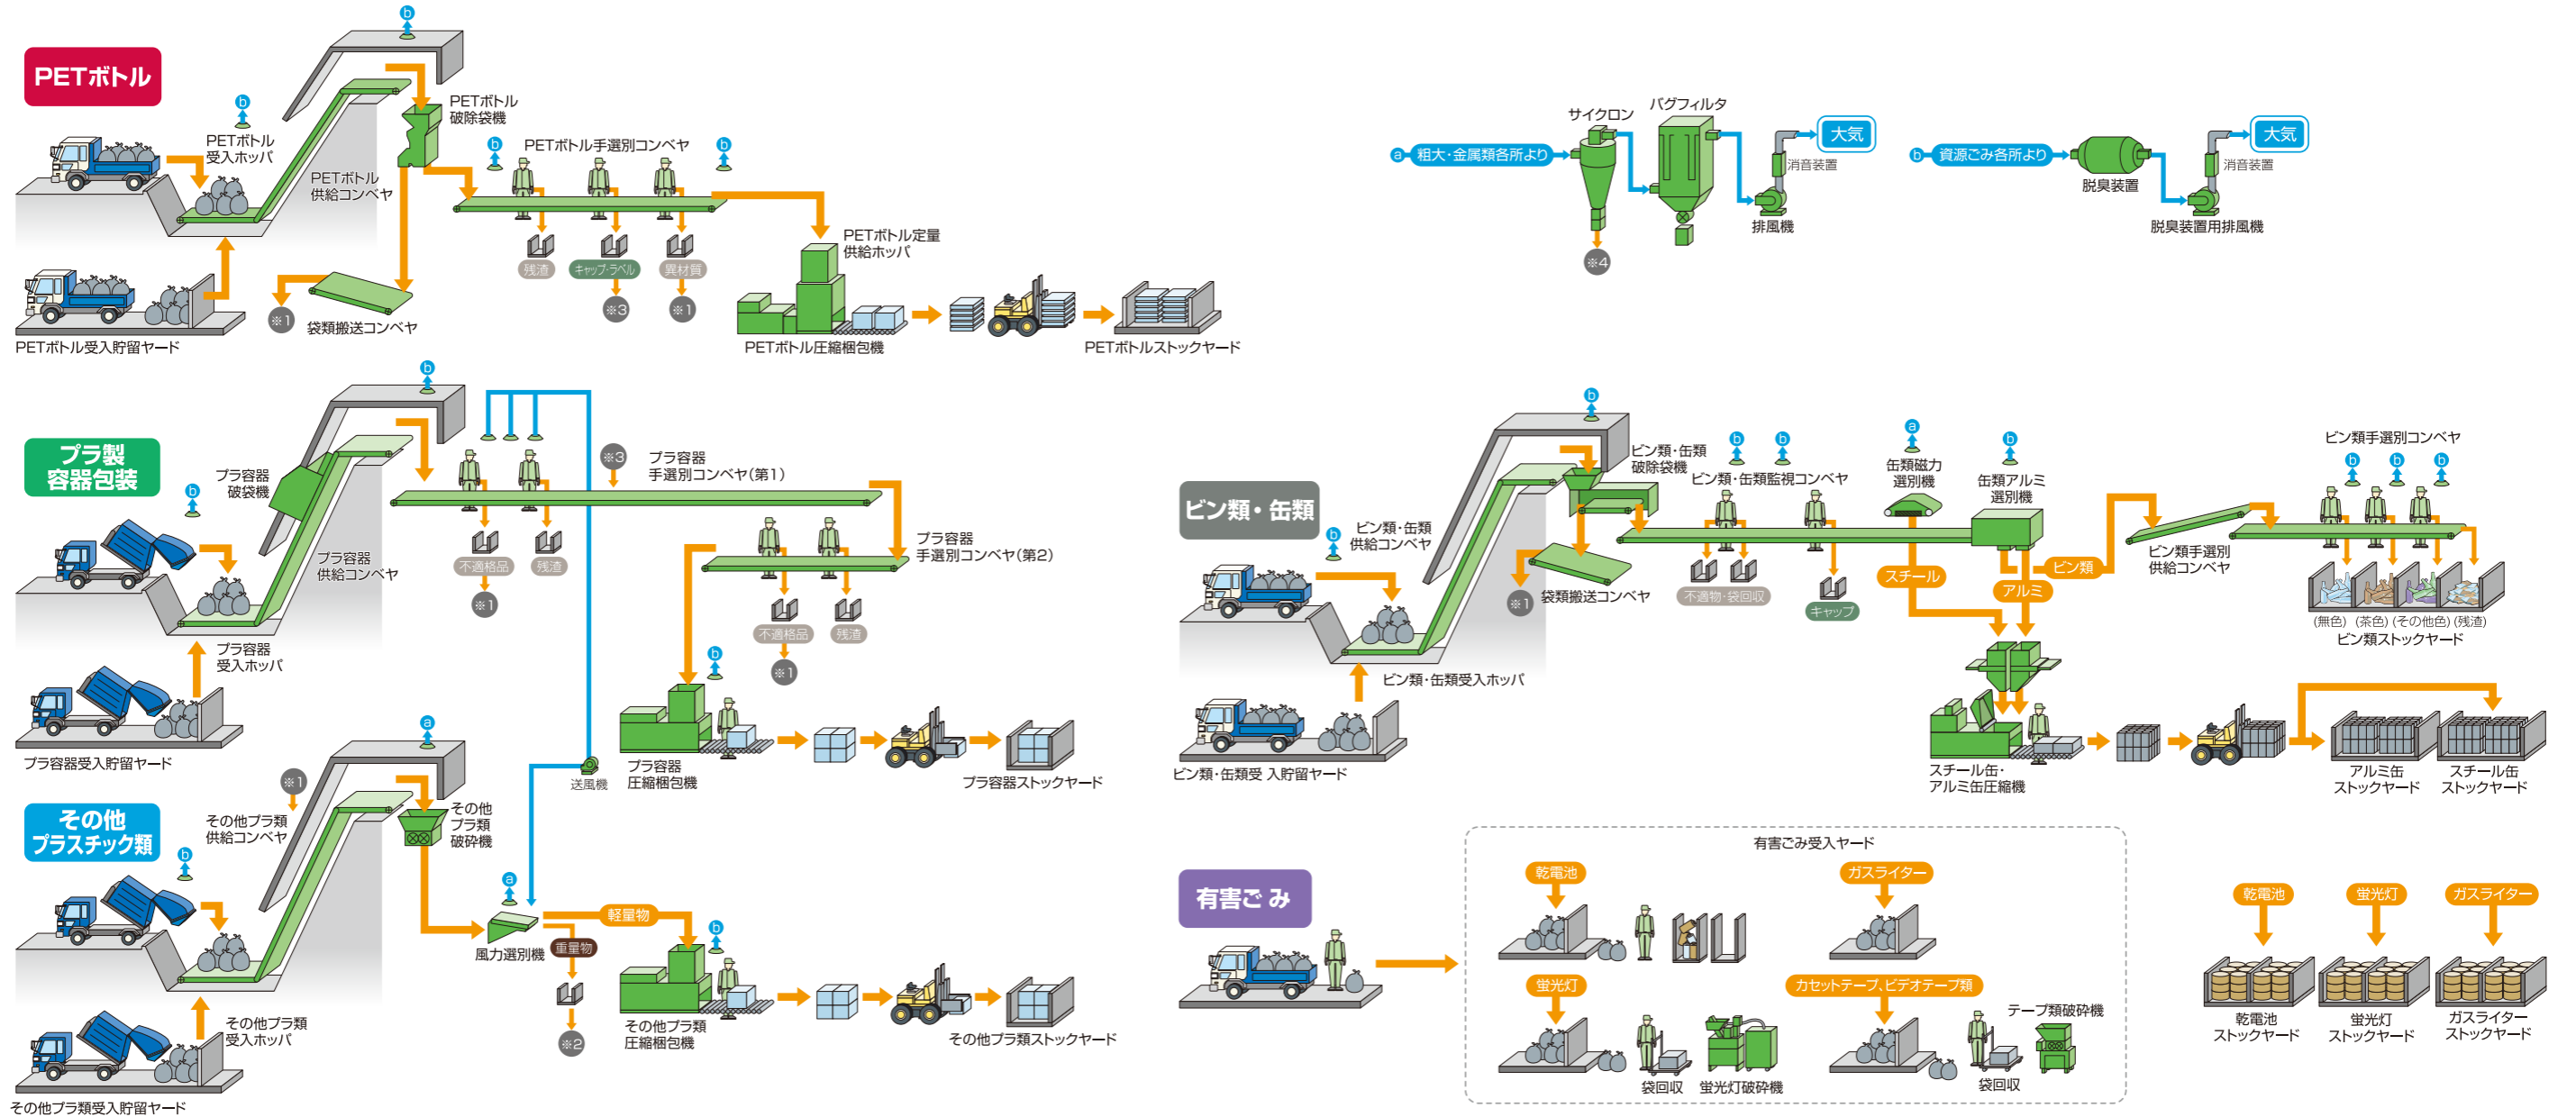 PETボトル
b
b
PETボトル
受入ホッパ
PETボトル
供給コンベヤ
PETボトル
破除袋機
b
PETボトル手選別コンベヤ
b
残渣
キャップ・ラベル
異材質
※3
※1
※1
袋類搬送コンベヤ
PETボトル受入貯留ヤード
PETボトル定量
供給ホッパ
PETボトル圧縮梱包機
PETボトルストックヤード
プラ製
容器包装
b
b
プラ容器
破袋機
プラ容器
供給コンベヤ
プラ容器
受入ホッパ
プラ容器受入貯留ヤード
※3
プラ容器
手選別コンベヤ(第1)
不適格品
残渣
※1
プラ容器
手選別コンベヤ(第2)
不適格品
残渣
※1
b
プラ容器
圧縮梱包機
プラ容器ストックヤード
送風機
その他
プラスチック類
b
※1
その他プラ類
供給コンベヤ
a
その他
プラ類
破砕機
その他プラ類
受入ホッパ
その他プラ類受入貯留ヤード
a
風力選別機
軽量物
重量物
※2
b
その他プラ類
圧縮梱包機
その他プラ類ストックヤード
a
粗大・金属類各所より
サイクロン
バグフィルタ
※4
排風機
消音装置
大気
b
資源ごみ各所より
脱臭装置
脱臭装置用排風機
消音装置
大気
ビン類・缶類
b
b
ビン類・缶類
供給コンベヤ
ビン類・缶類
破除袋機
ビン類・缶類受入ホッパ
ビン類・缶類受 入貯留ヤード
※1
袋類搬送コンベヤ
b
b
ビン類・缶類監視コンベヤ
不適物・袋回収
キャップ
a
缶類磁力
選別機
b
缶類アルミ
選別機
スチール
アルミ
ビン類
ビン類手選別
供給コンベヤ
ビン類手選別コンベヤ
b
b
b
(無色)
(茶色)
(その他色)
(残渣)
ビン類ストックヤード
スチール缶・
アルミ缶圧縮機
アルミ缶
ストックヤード
スチール缶
ストックヤード
有害ご み
有害ごみ受入ヤード
乾電池
ガスライター
蛍光灯
袋回収
蛍光灯破砕機
カセットテープ、ビデオテープ類
袋回収
テープ類破砕機
乾電池
蛍光灯
ガスライター
乾電池
ストックヤード
蛍光灯
ストックヤード
ガスライター
ストックヤード